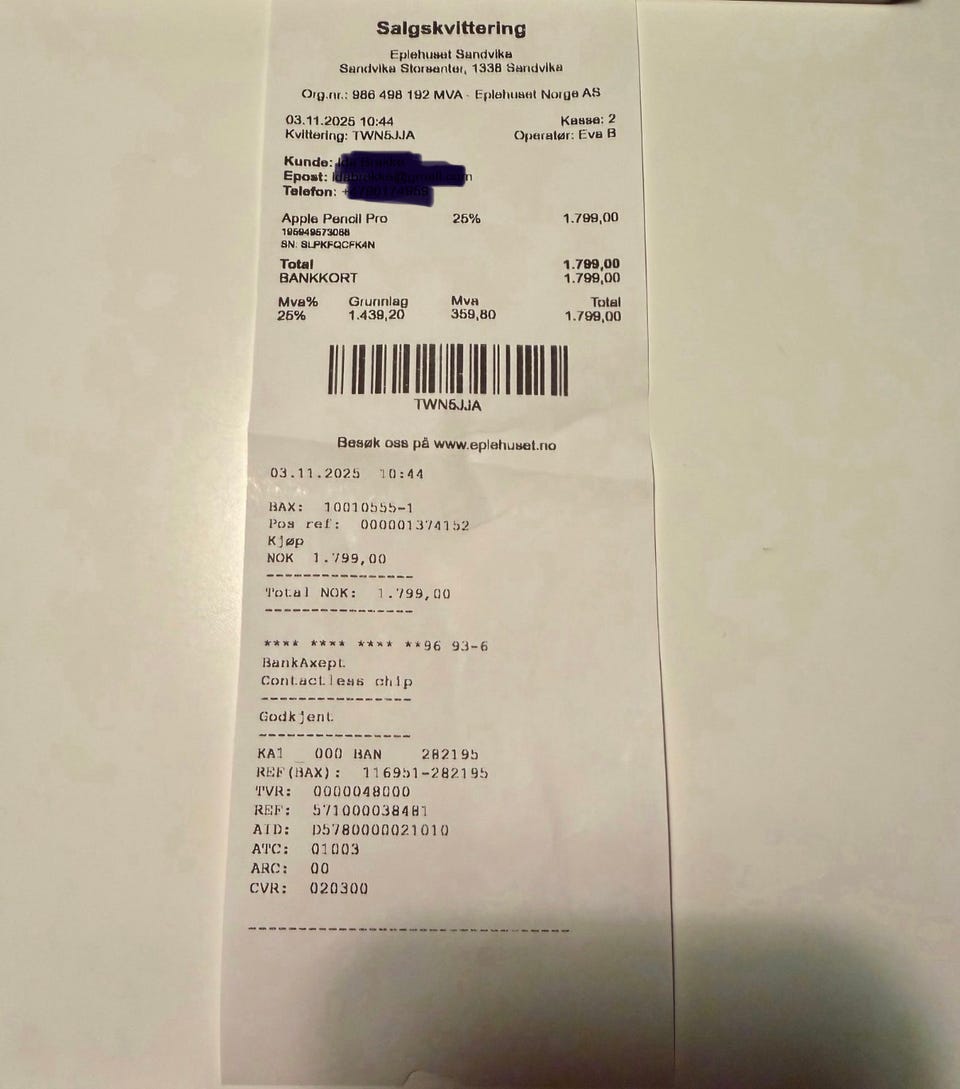 Salgskvittering
Eplehuset Sandvika
Sandvika Storsenter, 1338 Sandvika
Org.nr.: 986 498 192 MVA - Eplehuset Norge AS
03.11.2025 10:44 Kasse: 2
Kvittering: TWN5JJA Operatør: Eva B
Kunde:
Epost:
Telefon:
Apple Pencil Pro 25% 1.799,00
195949573088
SN: SLPKFQCFK4N
Total 1.799,00
BANKKORT 1.799,00
Mva% Grunnlag Mva Total
25% 1.439,20 359,80 1.799,00
TWN5JJA
Besøk oss på www.eplehuset.no
03.11.2025 10:44
BAX: 10010555-1
Pos ref: 000001374152
Kjøp
NOK 1.799,00
----------------
Total NOK: 1.799,00
----------------
**** **** **** **96 93-6
BankAxept
Contactless chip
----------------
Godkjent
----------------
KA1 _ 000 BAN 282195
REF(BAX): 116951-282195
TVR: 0000048000
REF: 571000038481
AID: D5780000021010
ATC: 01003
ARC: 00
CVR: 020300